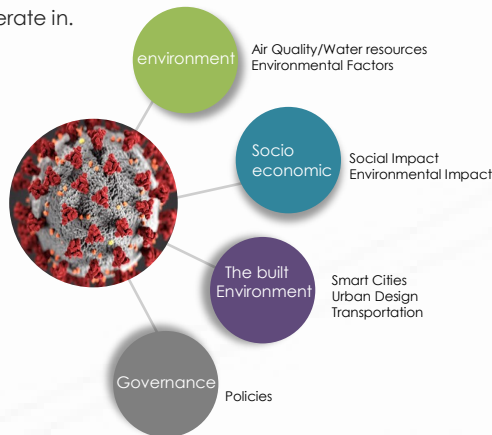 erate in.
environment
Air Quality/Water resources
Environmental Factors
Socio
economic
Social Impact
Environmental Impact
The built
Environment
Smart Cities
Urban Design
Transportation
Governance
Policies